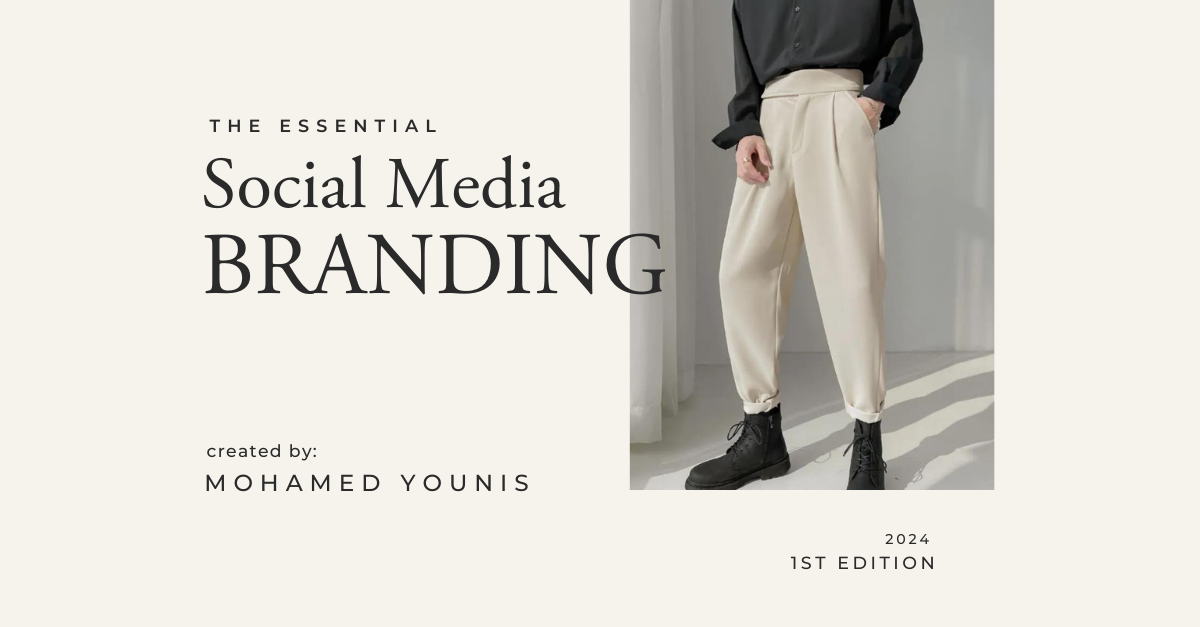 THE ESSENTIAL
Social Media
BRANDING
created by:
MOHAMED YOUNIS
2024
1ST EDITION